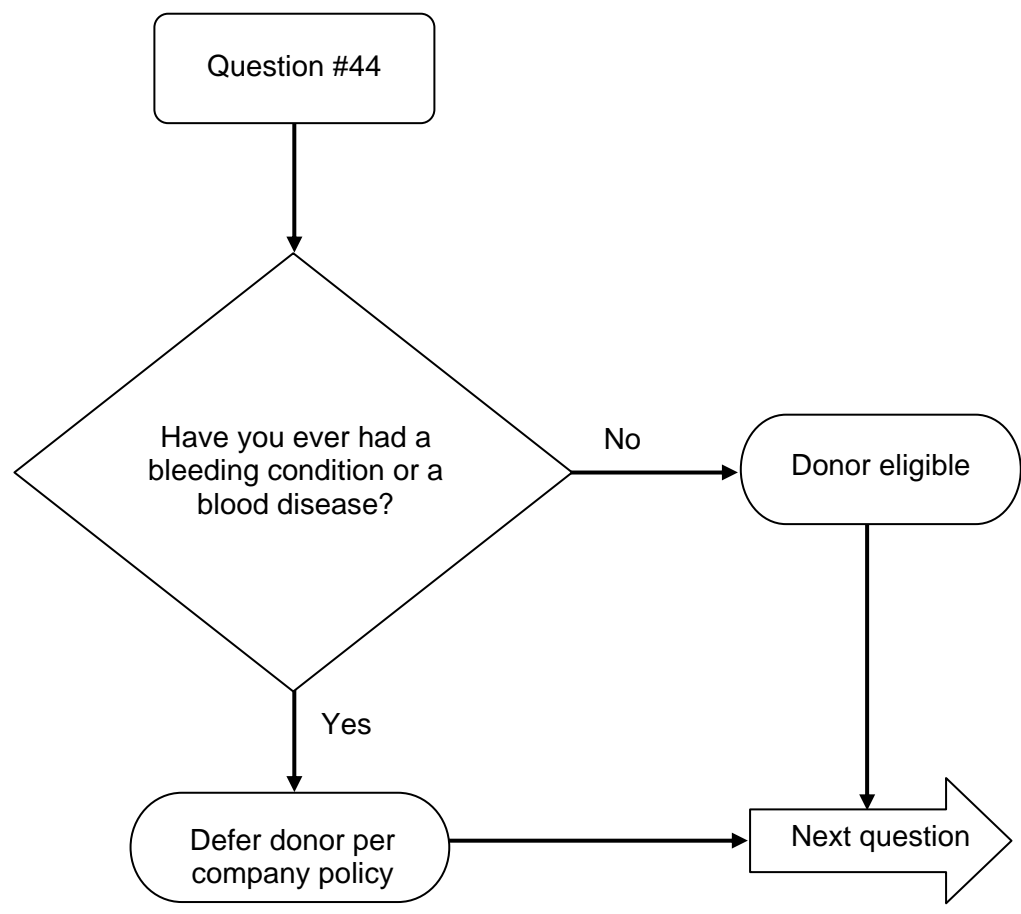 Question #44
Have you ever had a
bleeding condition or a
blood disease?
No
Donor eligible
Yes
Defer donor per
company policy
Next question